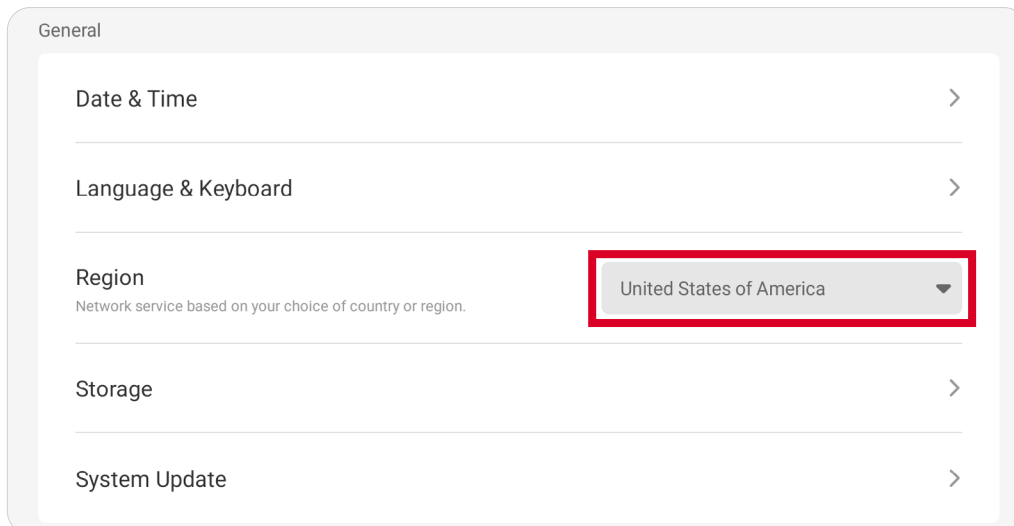 General
Date & Time
Language & Keyboard
Region
United States of America
Network service based on your choice of country or region.
Storage
System Update